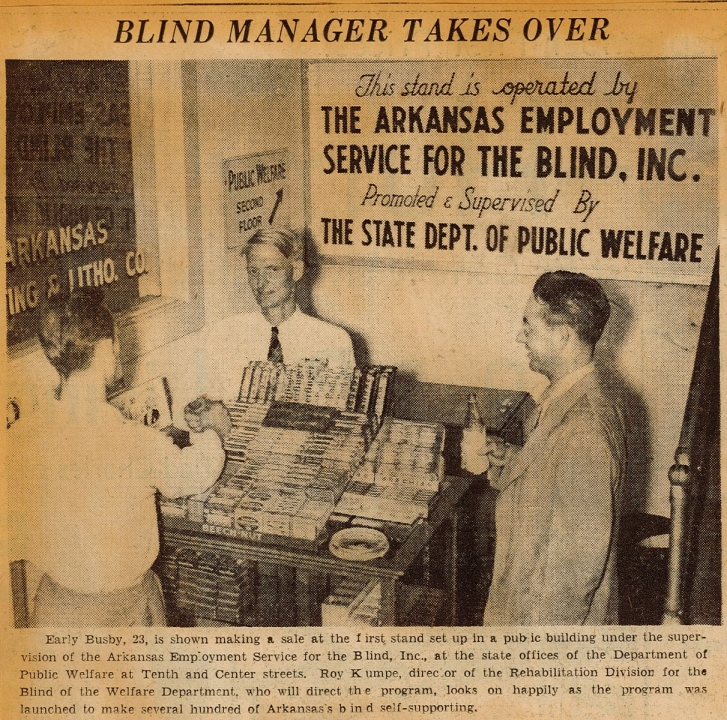 BLIND MANAGER TAKES OVER
This stand is operated by
THE ARKANSAS EMPLOYMENT
SERVICE FOR THE BLIND, INC.
Promoted & Supervised By
THE STATE DEPT. OF PUBLIC WELFARE
PUBLIC WELFARE
SECOND
FLOOR
ARKANSAS
ING & LITHO. CO.
BEECH-NUT
Early Busby, 23, is shown making a sale at the first stand set up in a public building under the super-
vision of the Arkansas Employment Service for the Blind, Inc., at the state offices of the Department of
Public Welfare at Tenth and Center streets. Roy Kumpe, director of the Rehabilitation Division for the
Blind of the Welfare Department, who will direct the program, looks on happily as the program was
launched to make several hundred of Arkansas's blind self-supporting.